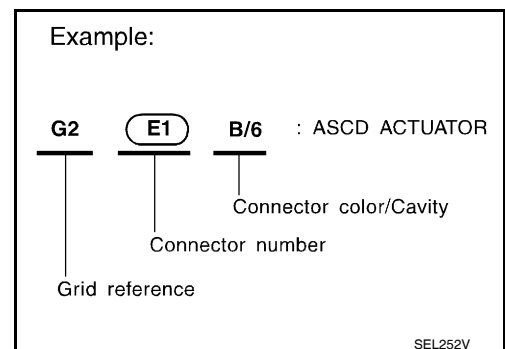 Example:
G2 E1 B/6 : ASCD ACTUATOR
Connector color/Cavity
Connector number
Grid reference
SEL252V